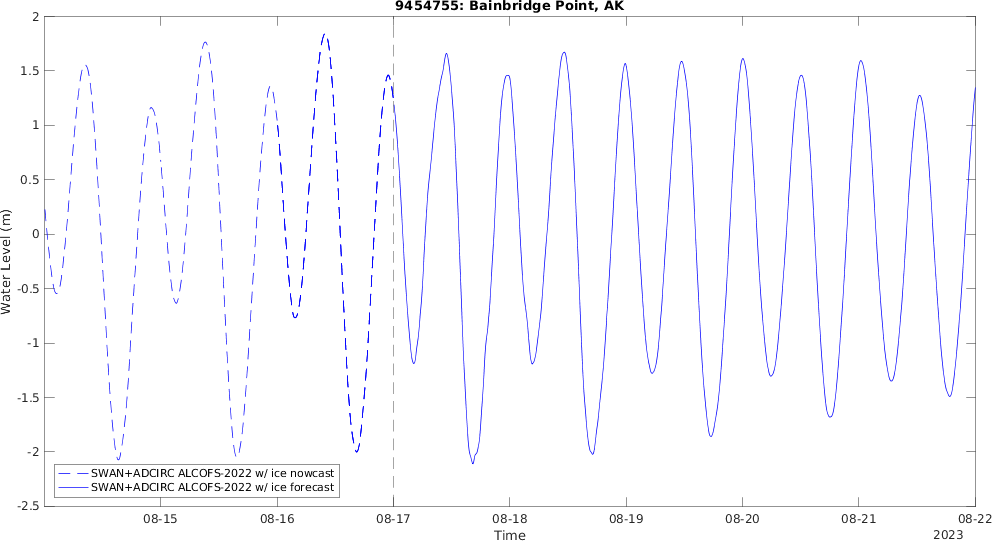 9454755: Bainbridge Point, AK
2
1.5
1
0.5
0
-0.5
-1
-1.5
-2
-2.5
Water Level (m)
SWAN+ADCIRC ALCOFS-2022 w/ ice nowcast
SWAN+ADCIRC ALCOFS-2022 w/ ice forecast
08-15 08-16 08-17 08-18 08-19 08-20 08-21 08-22
Time
2023